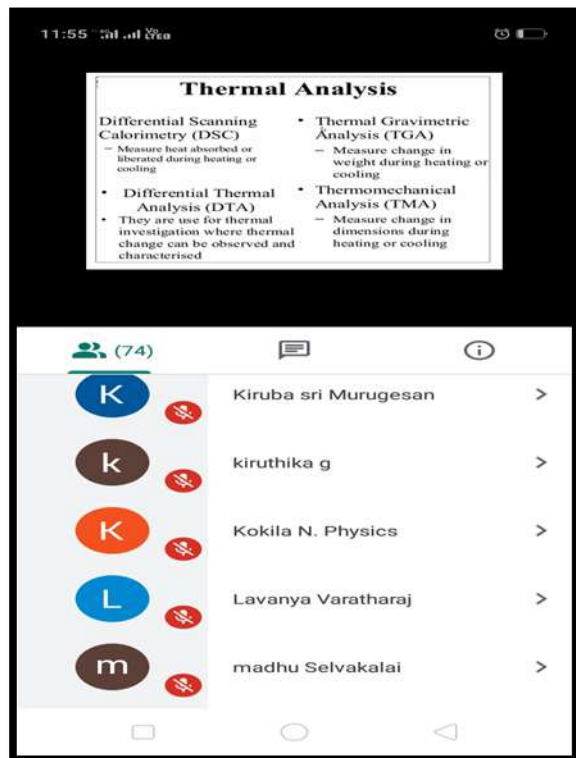 11:55
Thermal Analysis
Differential Scanning
Calorimetry (DSC)
– Measure heat absorbed or
liberated during heating or
cooling
• Differential Thermal
Analysis (DTA)
• They are use for thermal
investigation where thermal
change can be observed and
characterised
• Thermal Gravimetric
Analysis (TGA)
– Measure change in
weight during heating or
cooling
• Thermomechanical
Analysis (TMA)
– Measure change in
dimensions during
heating or cooling
(74)
K Kiruba sri Murugesan
k kiruthika g
K Kokila N. Physics
L Lavanya Varatharaj
m madhu Selvakalai